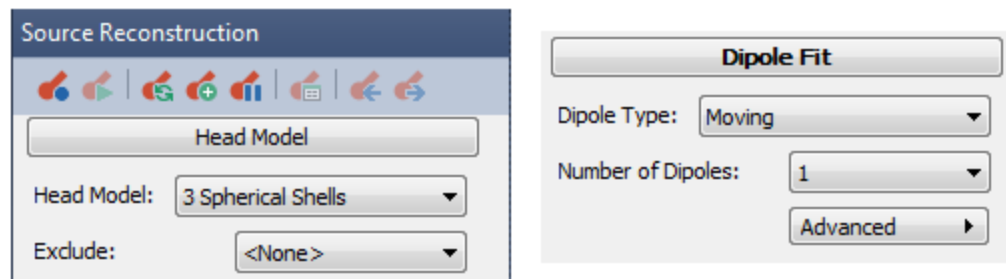 Source Reconstruction
Head Model
Head Model: 3 Spherical Shells
Exclude: <None>
Dipole Fit
Dipole Type: Moving
Number of Dipoles: 1
Advanced